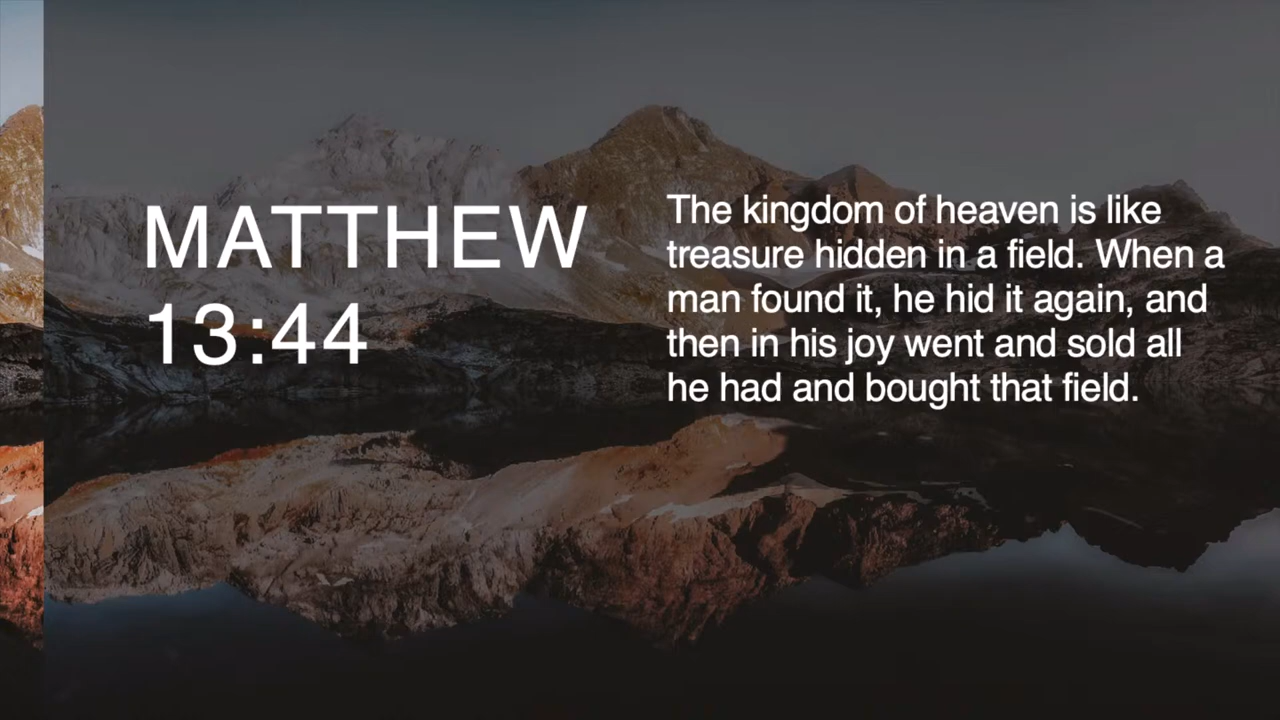 MATTHEW
13:44
The kingdom of heaven is like
treasure hidden in a field. When a
man found it, he hid it again, and
then in his joy went and sold all
he had and bought that field.